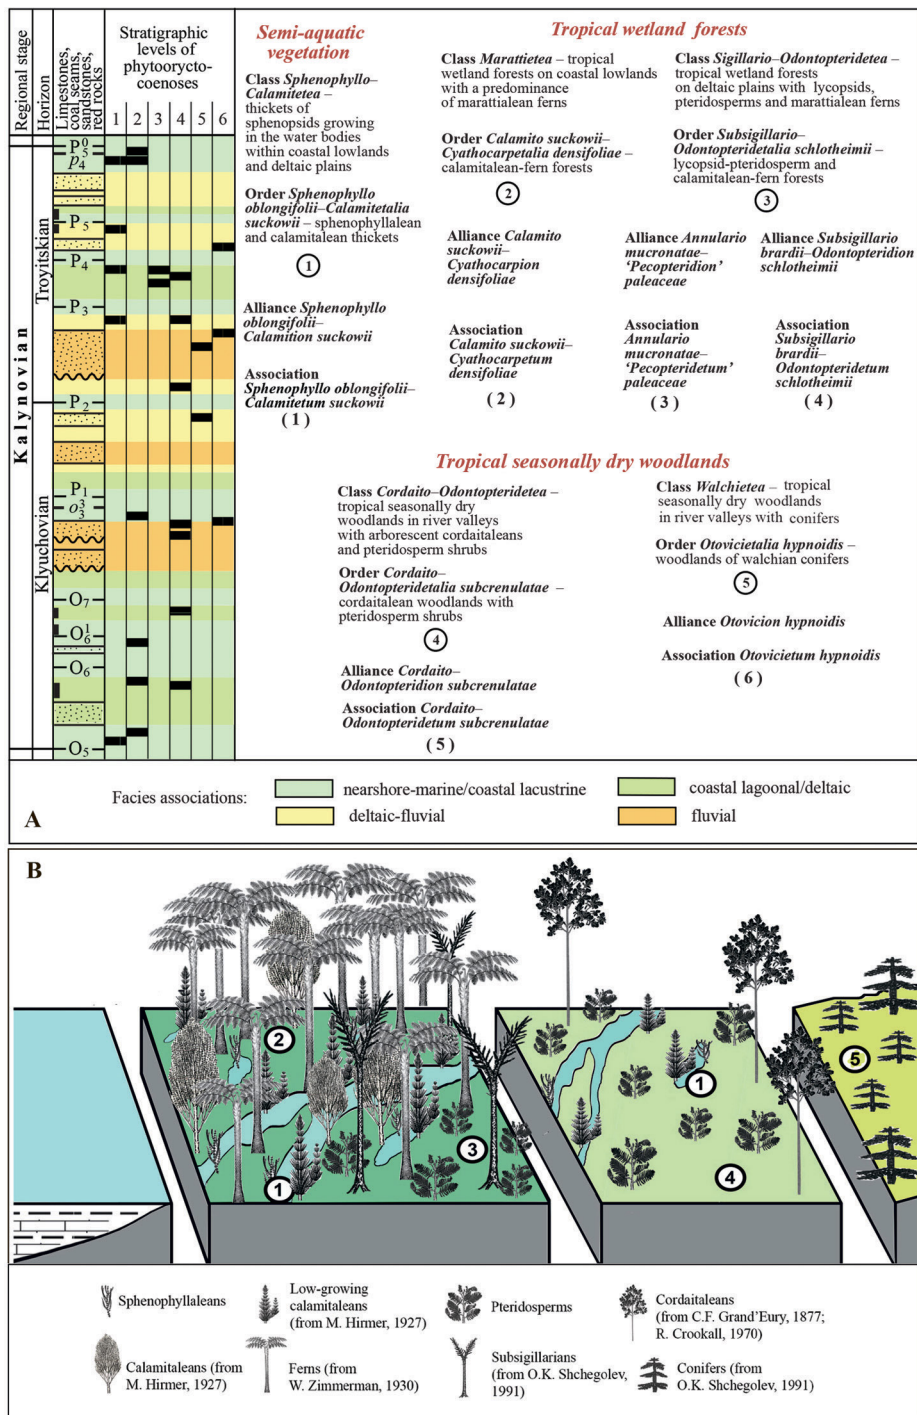 Regional stage
Horizon
Limestones,
coal seams,
sandstones,
red rocks
Stratigraphic
levels of
phytoorycto-
coenoses
1 2 3 4 5 6
Kalynovian
Troyitskian
Klyuchovian
P⁰₅
p₄
P₅
P₄
P₃
P₂
P₁
o³₃
O₇
O¹₆
O₆
O₅
Semi-aquatic
vegetation
Class Sphenophyllo–
Calamitetea –
thickets of
sphenopsids growing
in the water bodies
within coastal lowlands
and deltaic plains
Order Sphenophyllo
oblongifolii–Calamitetalia
suckowii – sphenophyllalean
and calamitalean thickets
1
Alliance Sphenophyllo
oblongifolii–
Calamition suckowii
Association
Sphenophyllo oblongifolii–
Calamitetum suckowii
( 1 )
Tropical wetland forests
Class Marattietea – tropical
wetland forests on coastal lowlands
with a predominance
of marattialean ferns
Order Calamito suckowii–
Cyathocarpetalia densifoliae –
calamitalean-fern forests
2
Alliance Calamito
suckowii–
Cyathocarpion
densifoliae
Association
Calamito suckowii–
Cyathocarpetum
densifoliae
( 2 )
Alliance Annulario
mucronatae–
‘Pecopteridion’
paleaceae
Association
Annulario
mucronatae–
‘Pecopteridetum’
paleaceae
( 3 )
Class Sigillario–Odontopteridetea –
tropical wetland forests
on deltaic plains with lycopsids,
pteridosperms and marattialean ferns
Order Subsigillario–
Odontopteridetalia schlotheimii –
lycopsid-pteridosperm and
calamitalean-fern forests
3
Alliance Subsigillario
brardii–Odontopteridion
schlotheimii
Association
Subsigillario
brardii–
Odontopteridetum
schlotheimii
( 4 )
Tropical seasonally dry woodlands
Class Cordaito–Odontopteridetea –
tropical seasonally dry
woodlands in river valleys
with arborescent cordaitaleans
and pteridosperm shrubs
Order Cordaito–
Odontopteridetalia subcrenulatae –
cordaitalean woodlands with
pteridosperm shrubs
4
Alliance Cordaito–
Odontopteridion subcrenulatae
Association Cordaito–
Odontopteridetum subcrenulatae
( 5 )
Class Walchietea – tropical
seasonally dry woodlands
in river valleys with conifers
Order Otovicietalia hypnoidis –
woodlands of walchian conifers
5
Alliance Otovicion hypnoidis
Association Otovicietum hypnoidis
( 6 )
A
Facies associations:
nearshore-marine/coastal lacustrine
coastal lagoonal/deltaic
deltaic-fluvial
fluvial
B
2
1
3
1
4
5
Sphenophyllaleans
Low-growing
calamitaleans
(from M. Hirmer, 1927)
Pteridosperms
Cordaitaleans
(from C.F. Grand’Eury, 1877;
R. Crookall, 1970)
Calamitaleans (from
M. Hirmer, 1927)
Ferns (from
W. Zimmerman, 1930)
Subsigillarians
(from O.K. Shchegolev,
1991)
Conifers (from
O.K. Shchegolev, 1991)